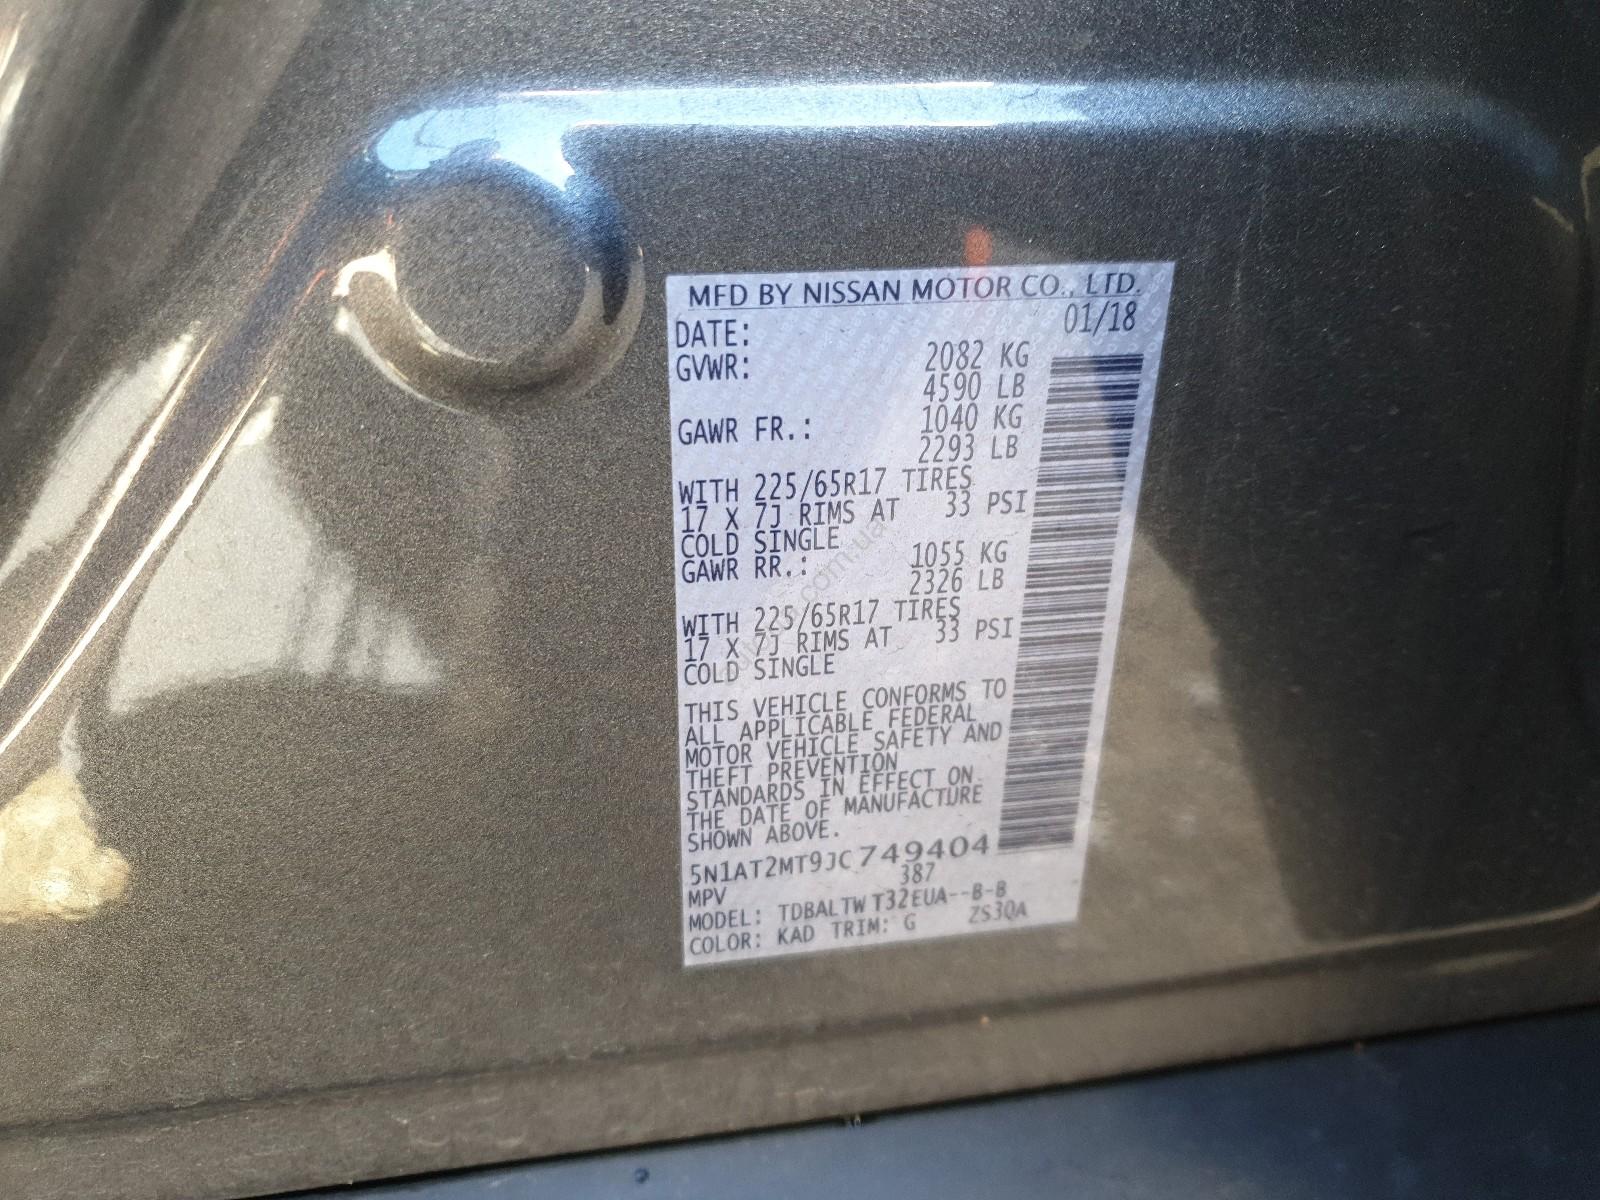 MFD BY NISSAN MOTOR CO., LTD.
DATE: 01/18
GVWR: 2082 KG
4590 LB
GAWR FR.: 1040 KG
2293 LB
WITH 225/65R17 TIRES
17 X 7J RIMS AT 33 PSI
COLD SINGLE
GAWR RR.: 1055 KG
2326 LB
WITH 225/65R17 TIRES
17 X 7J RIMS AT 33 PSI
COLD SINGLE
THIS VEHICLE CONFORMS TO
ALL APPLICABLE FEDERAL
MOTOR VEHICLE SAFETY AND
THEFT PREVENTION
STANDARDS IN EFFECT ON
THE DATE OF MANUFACTURE
SHOWN ABOVE.
5N1AT2MT9JC749404
MPV 387
MODEL: TDBALTW T32EUA--B-B
COLOR: KAD TRIM: G ZS3QA